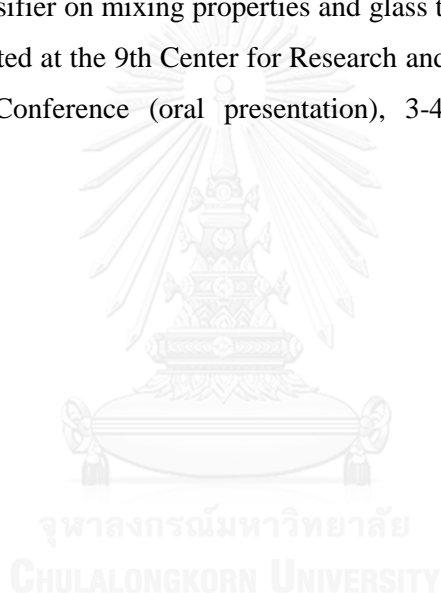 sifier on mixing properties and glass t
ted at the 9th Center for Research and
Conference (oral presentation), 3-4
จุฬาลงกรณ์มหาวิทยาลัย
CHULALONGKORN UNIVERSITY